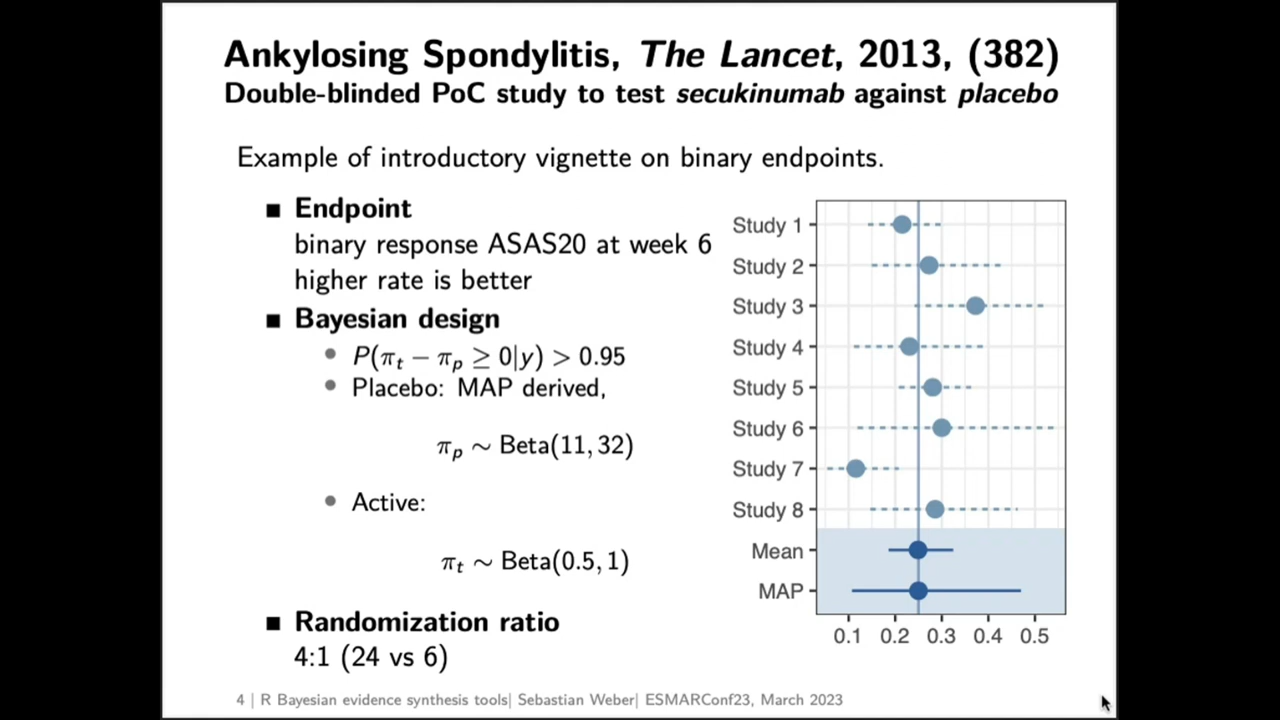 Ankylosing Spondylitis, The Lancet, 2013, (382)
Double-blinded PoC study to test secukinumab against placebo
Example of introductory vignette on binary endpoints.
■ Endpoint
binary response ASAS20 at week 6
higher rate is better
■ Bayesian design
• P(πt − πp ≥ 0|y) > 0.95
• Placebo: MAP derived,
πp ∼ Beta(11, 32)
• Active:
πt ∼ Beta(0.5, 1)
■ Randomization ratio
4:1 (24 vs 6)
Study 1
Study 2
Study 3
Study 4
Study 5
Study 6
Study 7
Study 8
Mean
MAP
0.1 0.2 0.3 0.4 0.5
4 | R Bayesian evidence synthesis tools| Sebastian Weber| ESMARConf23, March 2023